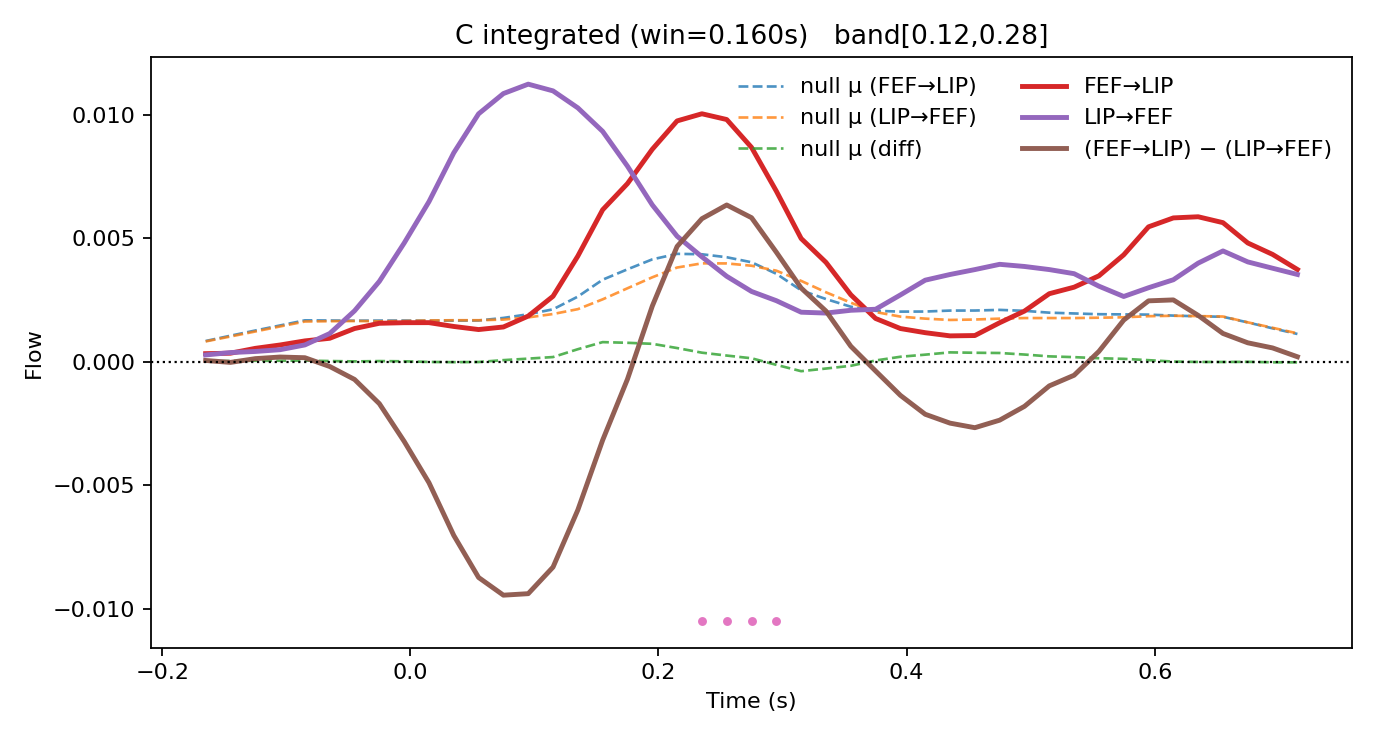 C integrated (win=0.160s)   band[0.12,0.28]
null μ (FEF→LIP)
null μ (LIP→FEF)
null μ (diff)
FEF→LIP
LIP→FEF
(FEF→LIP) − (LIP→FEF)
Flow
0.010
0.005
0.000
−0.005
−0.010
−0.2
0.0
0.2
0.4
0.6
Time (s)